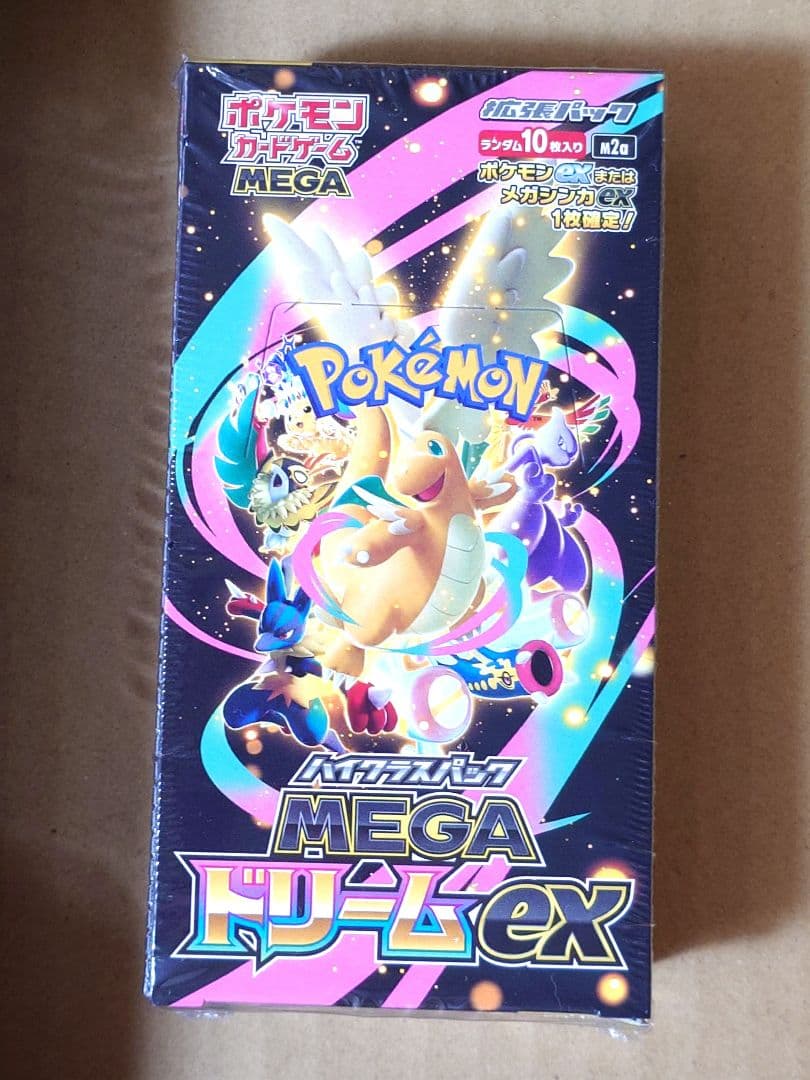 ポケモン
カードゲーム™
MEGA
拡張パック
ランダム10枚入り
M2a
ポケモンexまたは
メガシンカex
1枚確定!
POKÉMON
TM
ハイクラスパック
MEGA
ドリームex